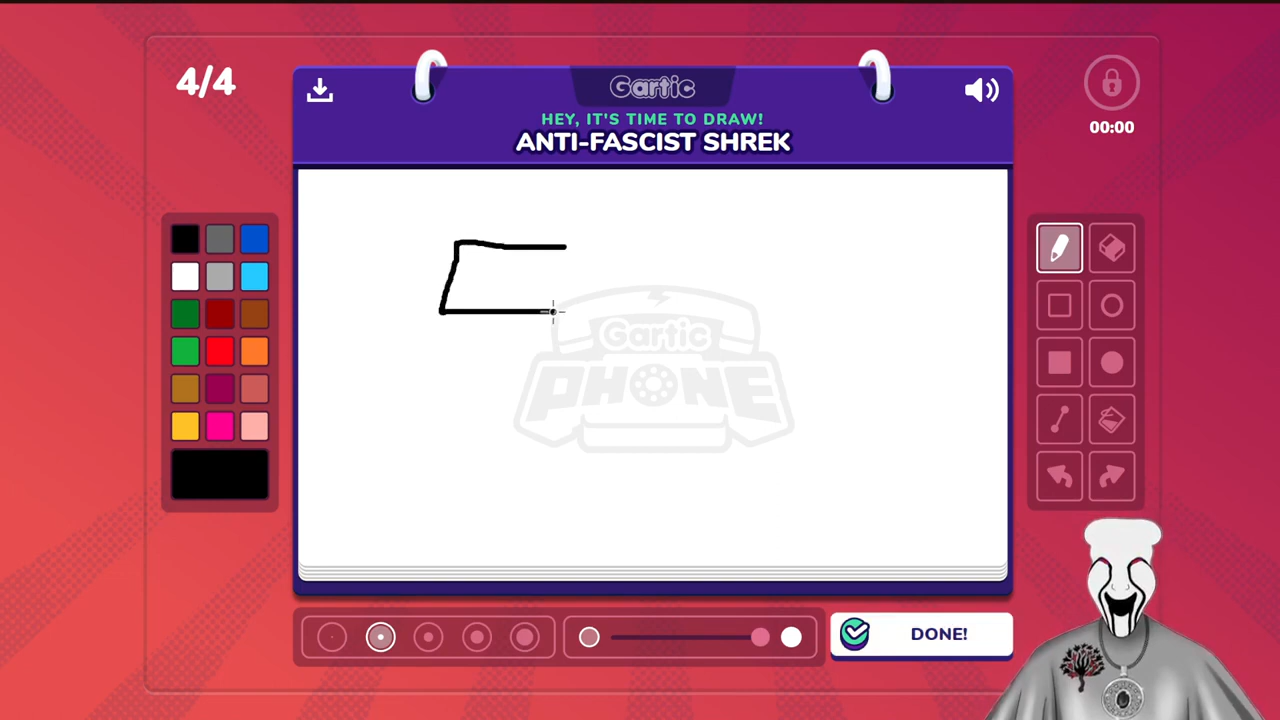 4/4
Gartic
HEY, IT'S TIME TO DRAW!
ANTI-FASCIST SHREK
00:00
Gartic
PHONE
DONE!